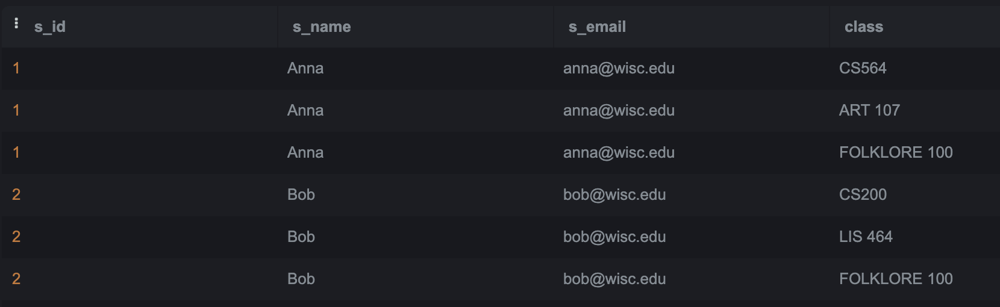 s_id s_name s_email class
1 Anna anna@wisc.edu CS564
1 Anna anna@wisc.edu ART 107
1 Anna anna@wisc.edu FOLKLORE 100
2 Bob bob@wisc.edu CS200
2 Bob bob@wisc.edu LIS 464
2 Bob bob@wisc.edu FOLKLORE 100